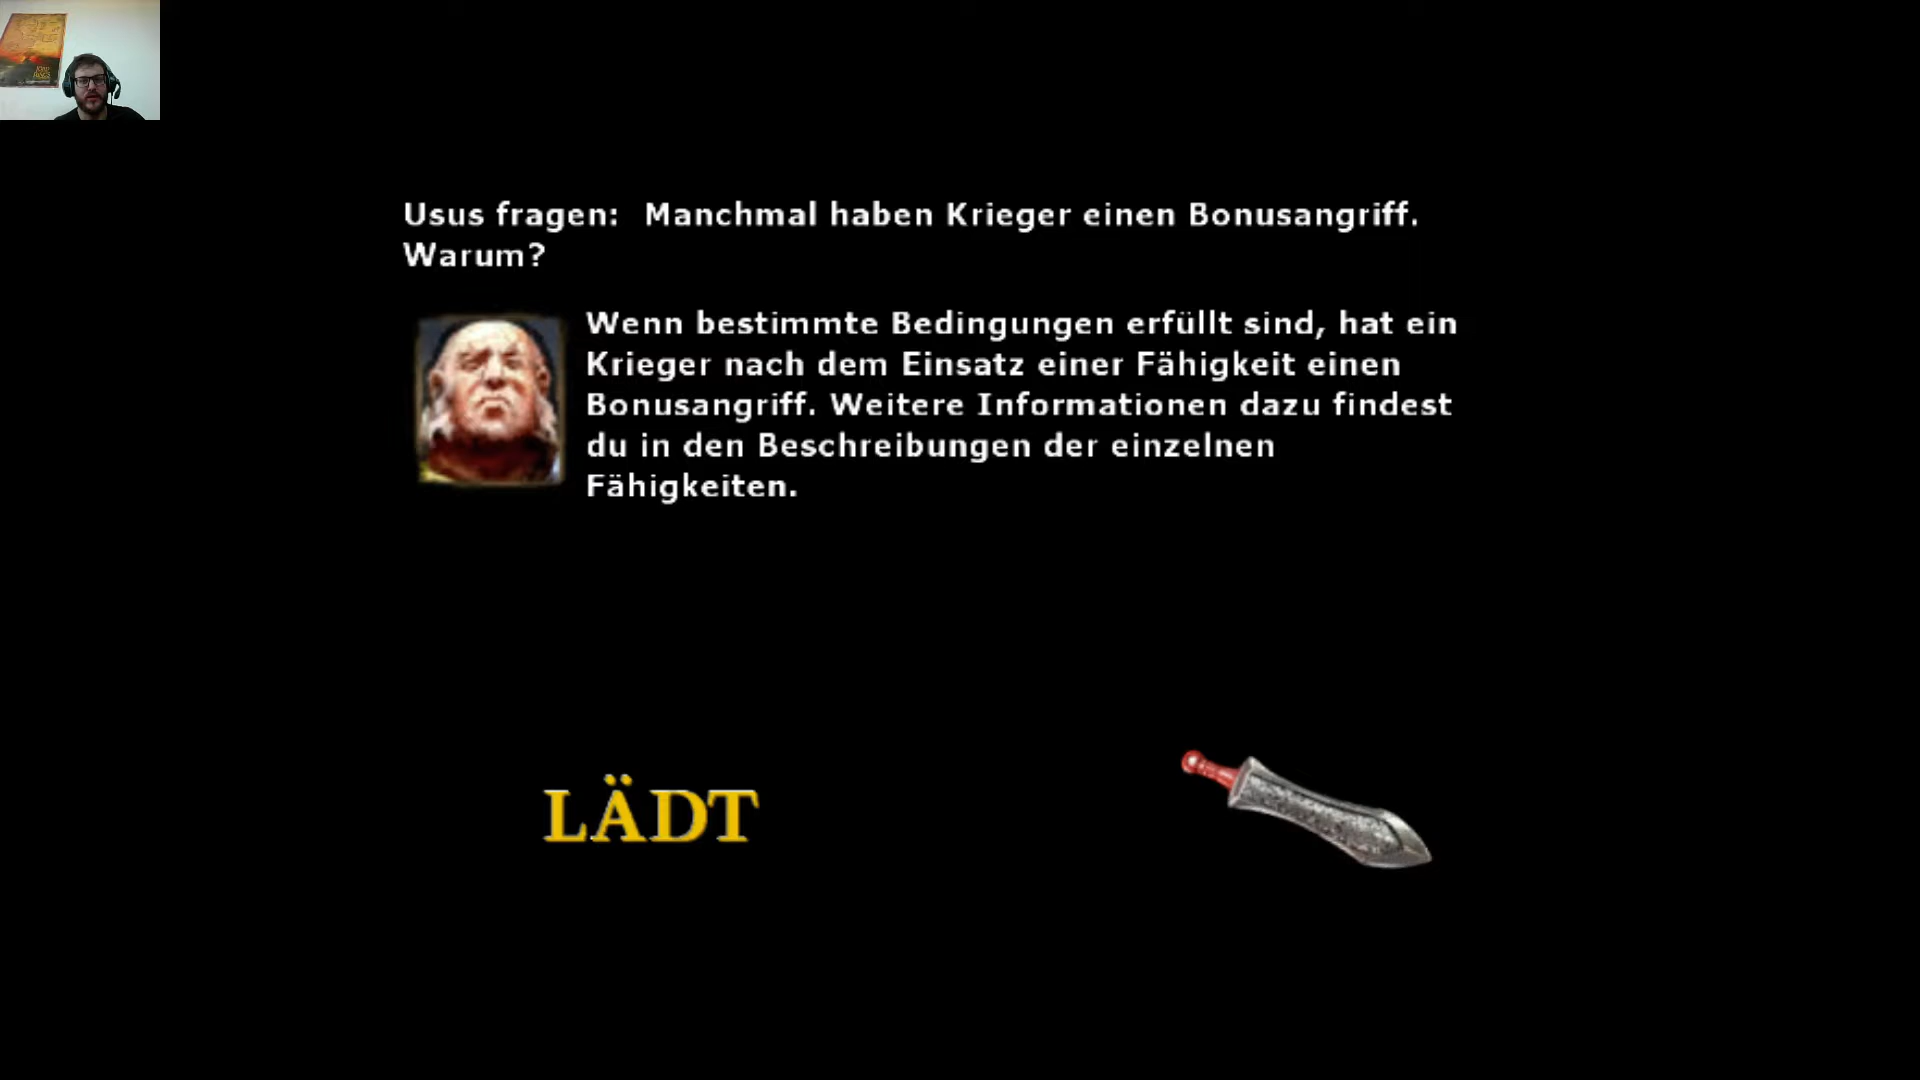 Usus fragen:  Manchmal haben Krieger einen Bonusangriff.
Warum?
Wenn bestimmte Bedingungen erfüllt sind, hat ein
Krieger nach dem Einsatz einer Fähigkeit einen
Bonusangriff. Weitere Informationen dazu findest
du in den Beschreibungen der einzelnen
Fähigkeiten.
LÄDT